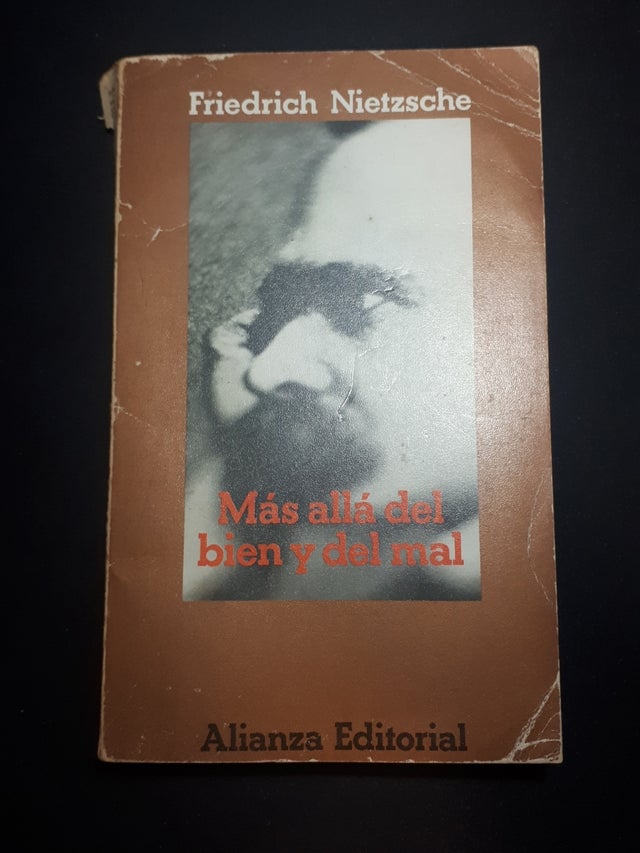 Friedrich Nietzsche
Más allá del
bien y del mal
Alianza Editorial